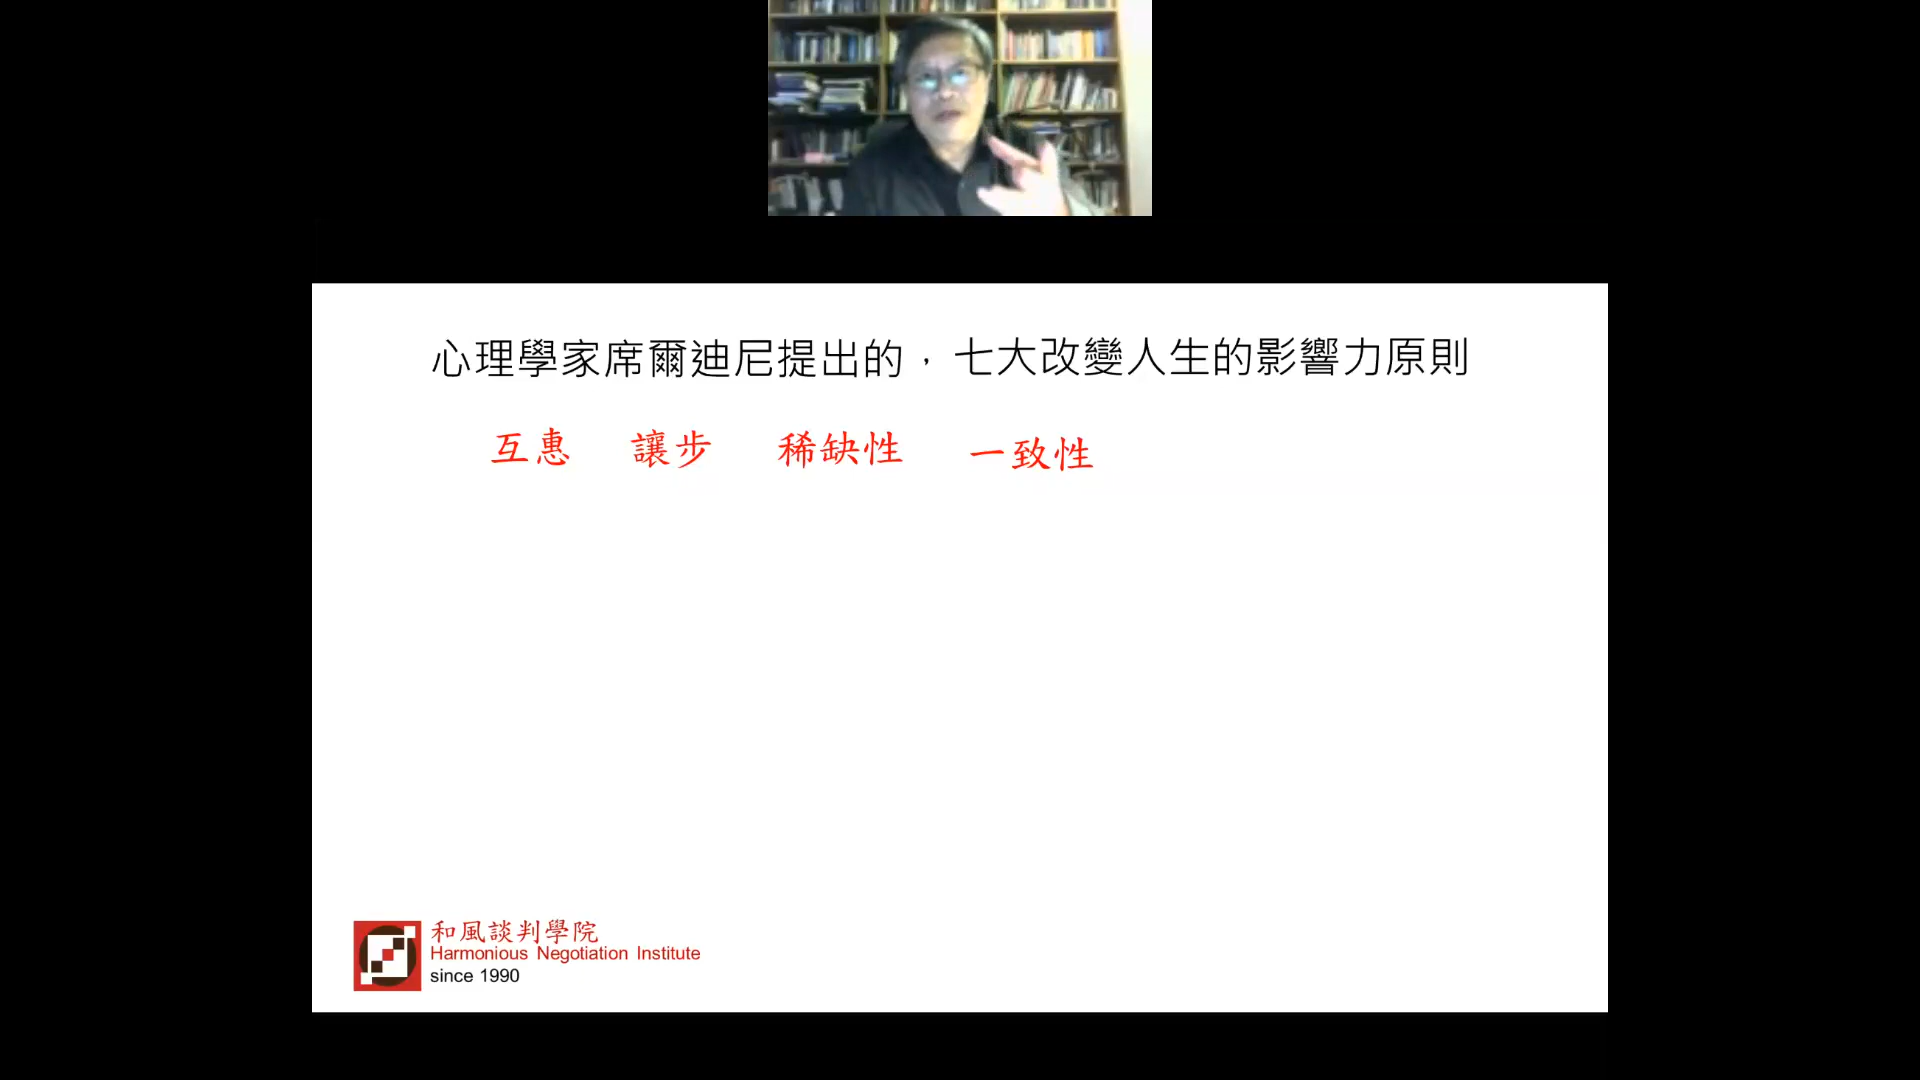 心理學家席爾迪尼提出的，七大改變人生的影響力原則
互惠 讓步 稀缺性 一致性
和風談判學院
Harmonious Negotiation Institute
since 1990